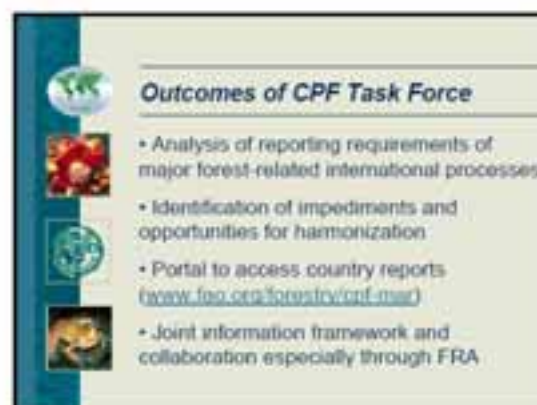 Outcomes of CPF Task Force
• Analysis of reporting requirements of
major forest-related international processes
• Identification of impediments and
opportunities for harmonization
• Portal to access country reports
(www.fao.org/forestry/cpf-mar)
• Joint information framework and
collaboration especially through FRA